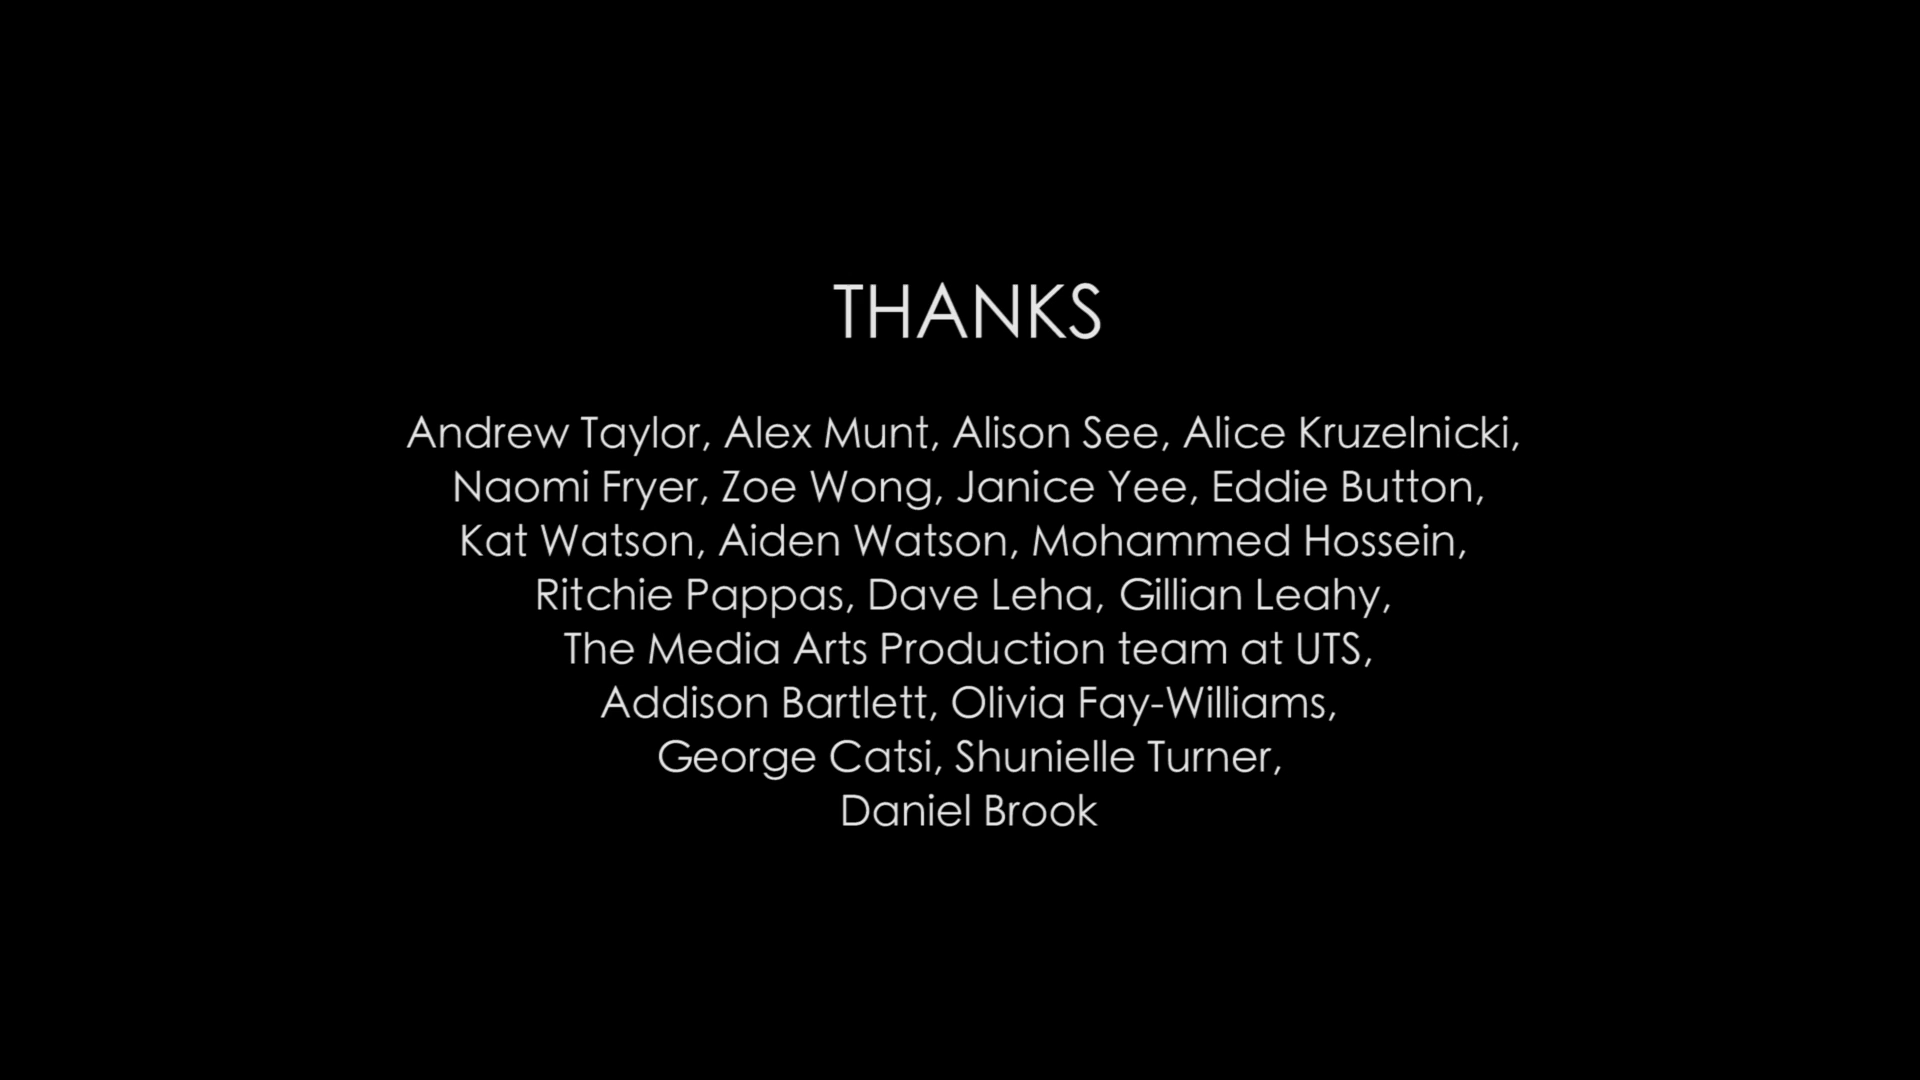 THANKS
Andrew Taylor, Alex Munt, Alison See, Alice Kruzelnicki,
Naomi Fryer, Zoe Wong, Janice Yee, Eddie Button,
Kat Watson, Aiden Watson, Mohammed Hossein,
Ritchie Pappas, Dave Leha, Gillian Leahy,
The Media Arts Production team at UTS,
Addison Bartlett, Olivia Fay-Williams,
George Catsi, Shunielle Turner,
Daniel Brook